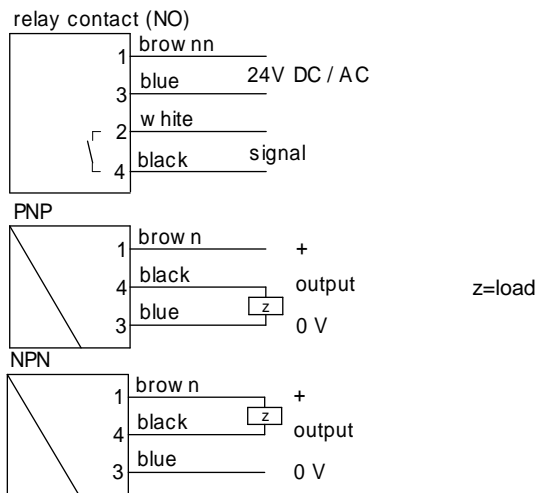 relay contact (NO)
1 brow nn
24V DC / AC
3 blue
2 w hite
signal
4 black
PNP
1 brow n +
4 black output
z z=load
3 blue 0 V
NPN
1 brow n +
z
4 black output
3 blue 0 V